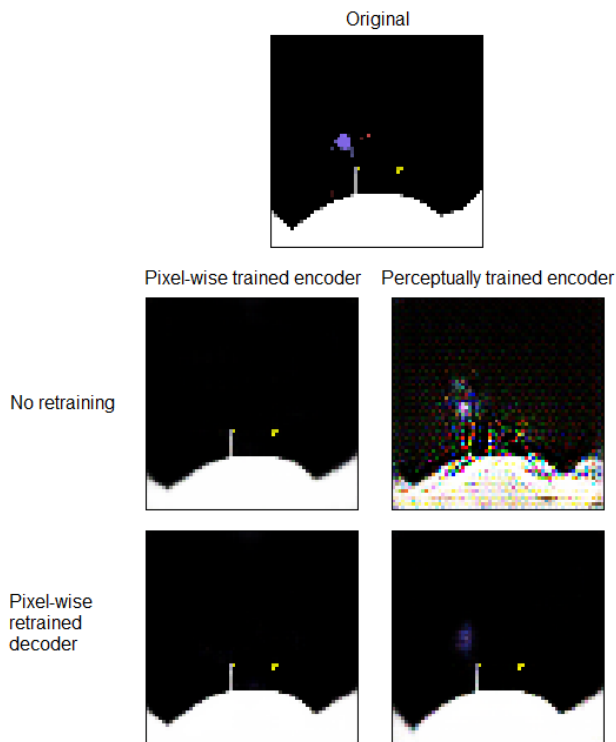 Original
Pixel-wise trained encoder
Perceptually trained encoder
No retraining
Pixel-wise
retrained
decoder